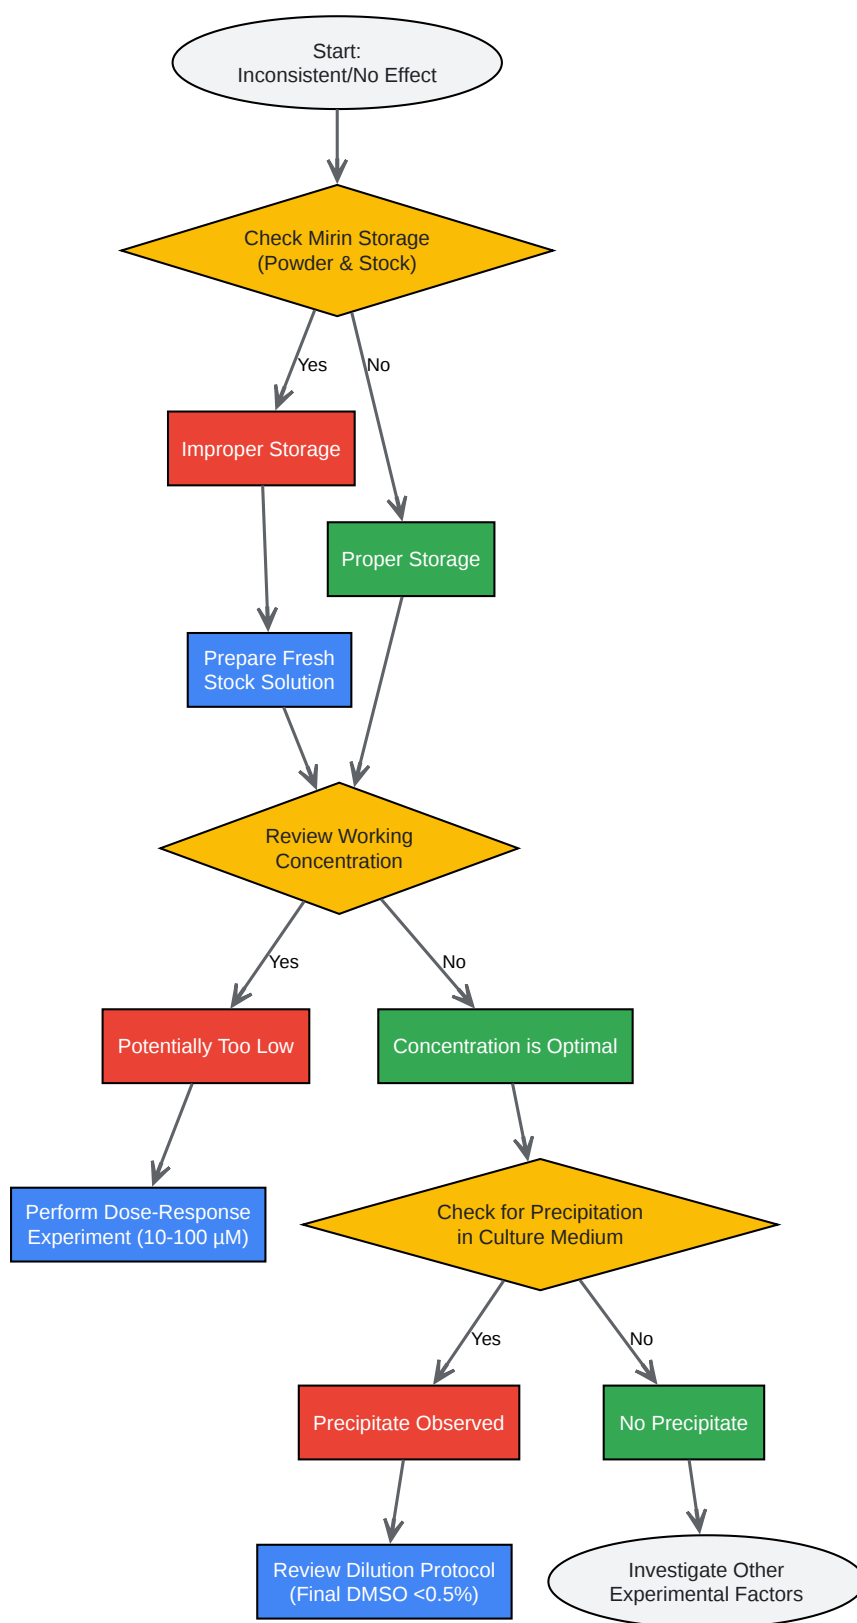 Start:
Inconsistent/No Effect
Check Mirin Storage
(Powder & Stock)
Yes
No
Improper Storage
Proper Storage
Prepare Fresh
Stock Solution
Review Working
Concentration
Yes
No
Potentially Too Low
Concentration is Optimal
Perform Dose-Response
Experiment (10-100 µM)
Check for Precipitation
in Culture Medium
Yes
No
Precipitate Observed
No Precipitate
Review Dilution Protocol
(Final DMSO <0.5%)
Investigate Other
Experimental Factors